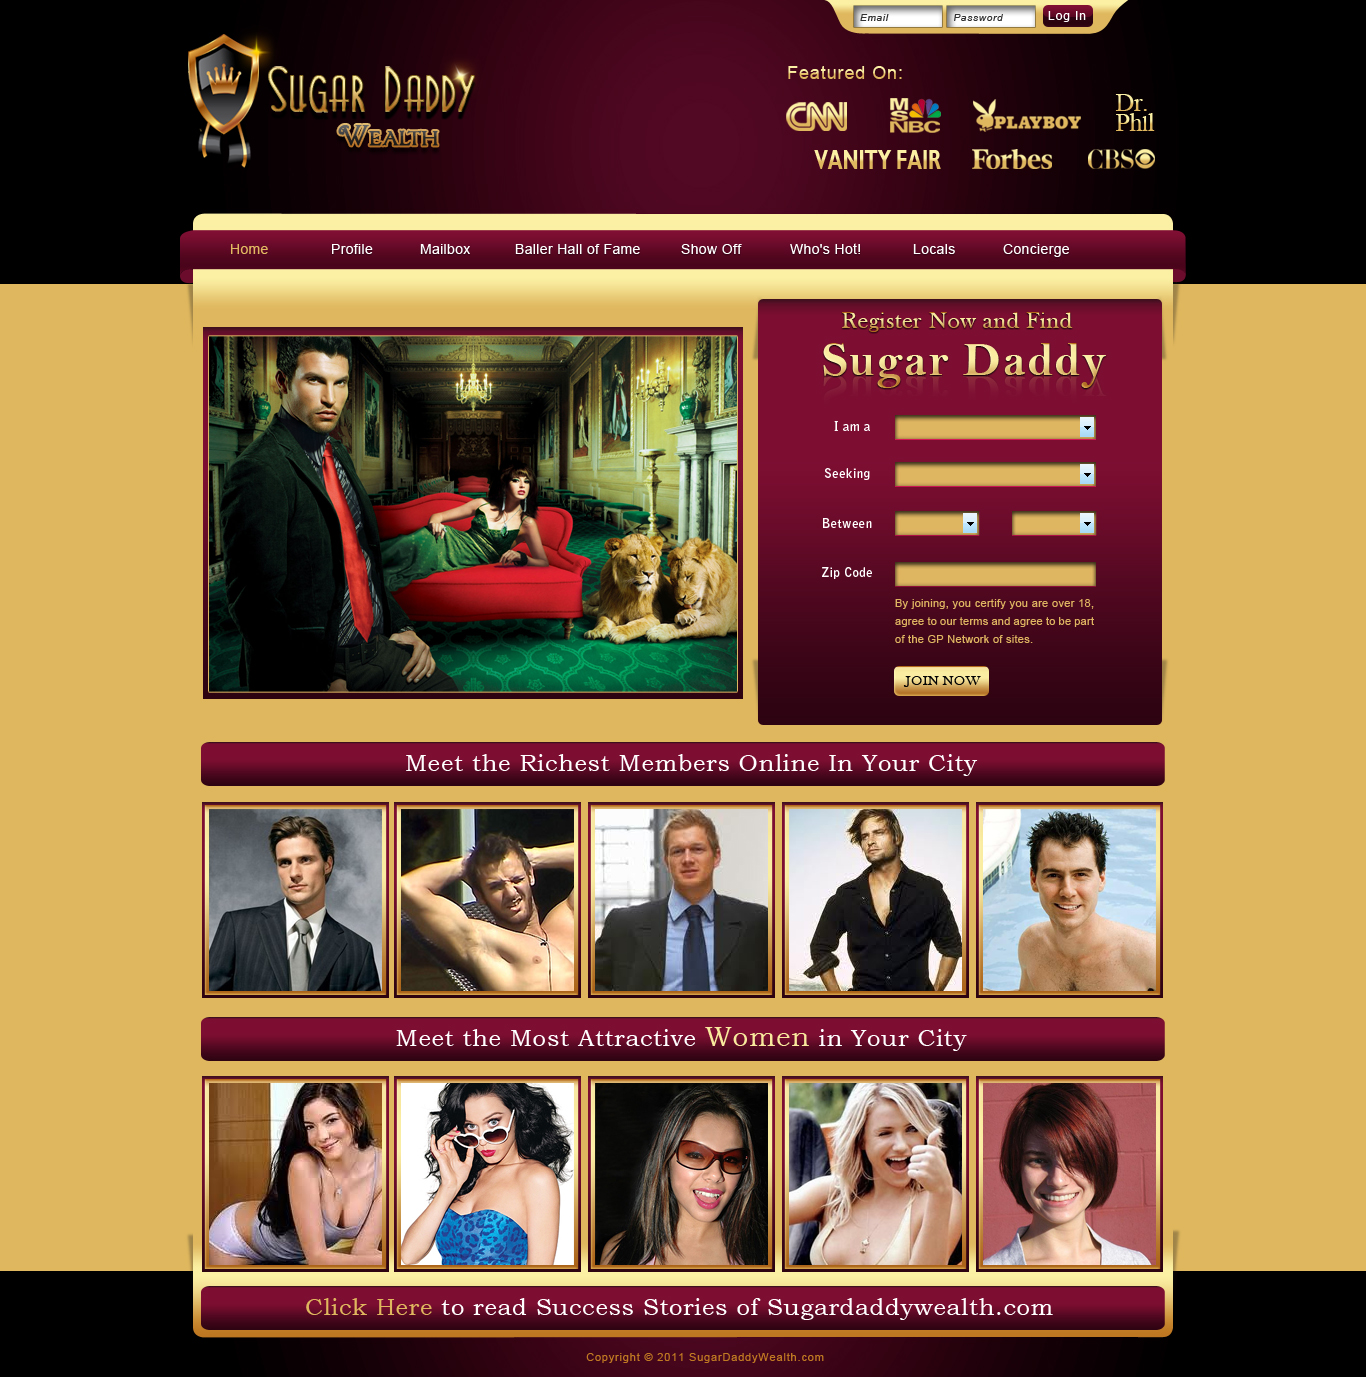 Email
Password
Log In
SUGAR DADDY
WEALTH
Featured On:
CNN
MSNBC
PLAYBOY
Dr. Phil
VANITY FAIR
Forbes
CBS
Home
Profile
Mailbox
Baller Hall of Fame
Show Off
Who's Hot!
Locals
Concierge
Register Now and Find
Sugar Daddy
I am a
Seeking
Between
Zip Code
By joining, you certify you are over 18,
agree to our terms and agree to be part
of the GP Network of sites.
JOIN NOW
Meet the Richest Members Online In Your City
Meet the Most Attractive Women in Your City
Click Here to read Success Stories of Sugardaddywealth.com
Copyright © 2011 SugarDaddyWealth.com